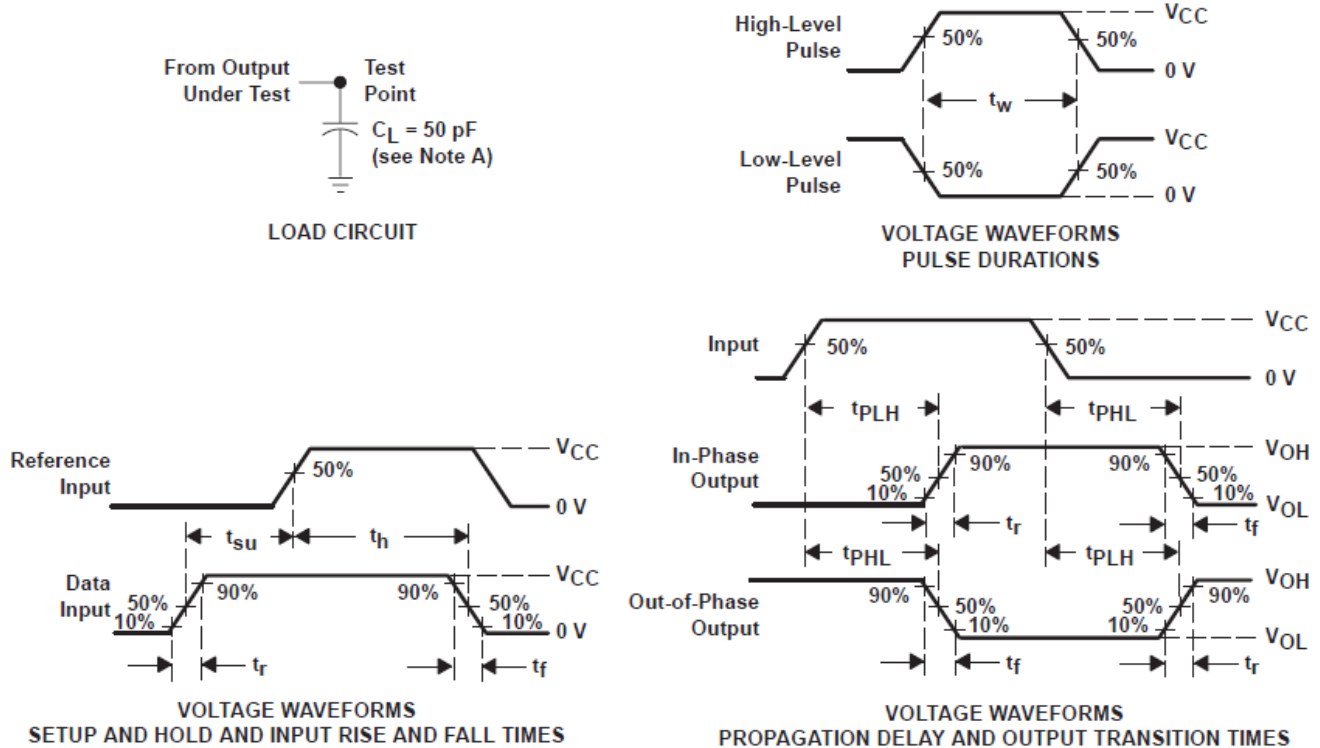 From Output
Under Test
Test
Point
CL = 50 pF
(see Note A)
LOAD CIRCUIT
High-Level
Pulse
50%
50%
VCC
0 V
tw
Low-Level
Pulse
50%
50%
VCC
0 V
VOLTAGE WAVEFORMS
PULSE DURATIONS
Reference
Input
50%
VCC
0 V
tsu
th
Data
Input
50%
10%
90%
90%
50%
10%
VCC
0 V
tr
tf
VOLTAGE WAVEFORMS
SETUP AND HOLD AND INPUT RISE AND FALL TIMES
Input
50%
50%
VCC
0 V
tPLH
tPHL
In-Phase
Output
50%
10%
90%
90%
50%
10%
VOH
VOL
tr
tf
tPHL
tPLH
Out-of-Phase
Output
90%
50%
10%
50%
10%
90%
VOH
VOL
tf
tr
VOLTAGE WAVEFORMS
PROPAGATION DELAY AND OUTPUT TRANSITION TIMES